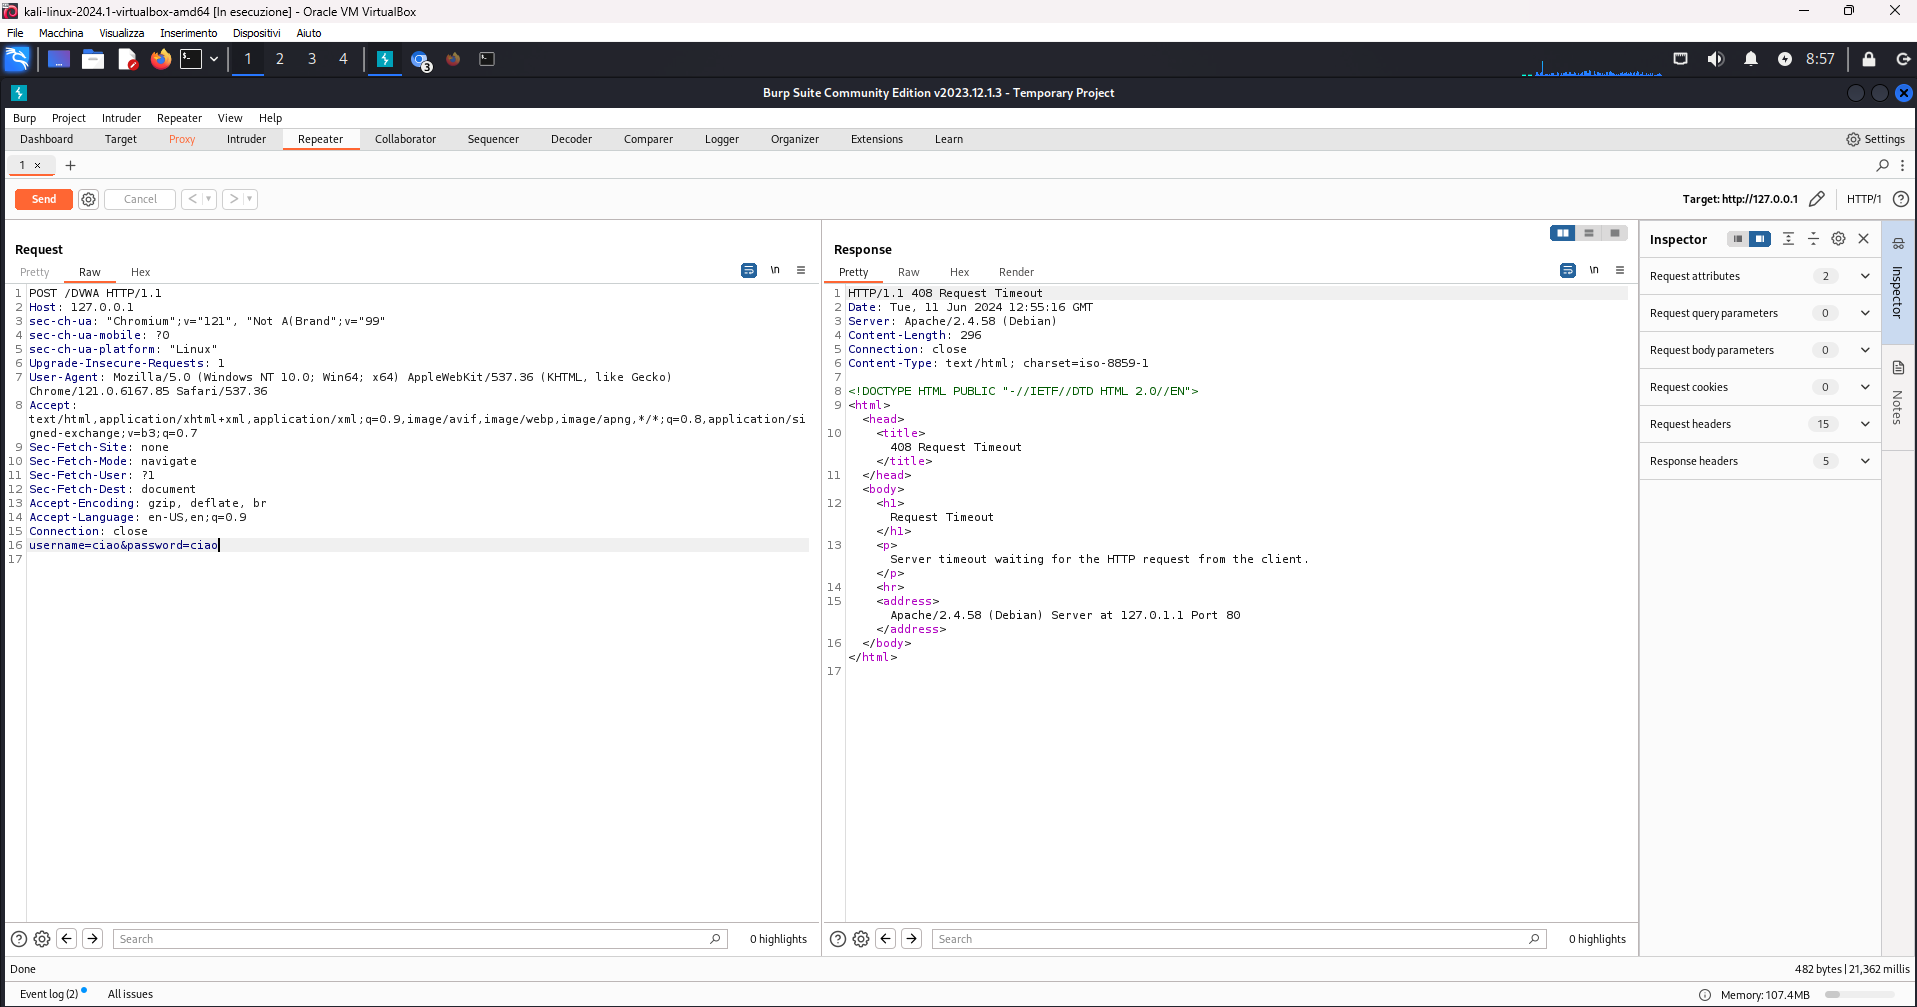 kali-linux-2024.1-virtualbox-amd64 [In esecuzione] - Oracle VM VirtualBox
File Macchina Visualizza Inserimento Dispositivi Aiuto
1 2 3 4 3 8:57
Burp Suite Community Edition v2023.12.1.3 - Temporary Project
Burp Project Intruder Repeater View Help
Dashboard Target Proxy Intruder Repeater Collaborator Sequencer Decoder Comparer Logger Organizer Extensions Learn Settings
1 × +
Send Cancel < > Target: http://127.0.0.1 HTTP/1 ?
Request
Pretty Raw Hex \n
1 POST /DVWA HTTP/1.1
2 Host: 127.0.0.1
3 sec-ch-ua: "Chromium";v="121", "Not A(Brand";v="99"
4 sec-ch-ua-mobile: ?0
5 sec-ch-ua-platform: "Linux"
6 Upgrade-Insecure-Requests: 1
7 User-Agent: Mozilla/5.0 (Windows NT 10.0; Win64; x64) AppleWebKit/537.36 (KHTML, like Gecko)
Chrome/121.0.6167.85 Safari/537.36
8 Accept:
text/html,application/xhtml+xml,application/xml;q=0.9,image/avif,image/webp,image/apng,*/*;q=0.8,application/si
gned-exchange;v=b3;q=0.7
9 Sec-Fetch-Site: none
10 Sec-Fetch-Mode: navigate
11 Sec-Fetch-User: ?1
12 Sec-Fetch-Dest: document
13 Accept-Encoding: gzip, deflate, br
14 Accept-Language: en-US,en;q=0.9
15 Connection: close
16 username=ciao&password=ciao
17
Response
Pretty Raw Hex Render \n
1 HTTP/1.1 408 Request Timeout
2 Date: Tue, 11 Jun 2024 12:55:16 GMT
3 Server: Apache/2.4.58 (Debian)
4 Content-Length: 296
5 Connection: close
6 Content-Type: text/html; charset=iso-8859-1
7
8 <!DOCTYPE HTML PUBLIC "-//IETF//DTD HTML 2.0//EN">
9 <html>
<head>
10 <title>
408 Request Timeout
</title>
11 </head>
<body>
12 <h1>
Request Timeout
</h1>
13 <p>
Server timeout waiting for the HTTP request from the client.
</p>
14 <hr>
15 <address>
Apache/2.4.58 (Debian) Server at 127.0.1.1 Port 80
</address>
16 </body>
</html>
17
Inspector
Request attributes 2
Request query parameters 0
Request body parameters 0
Request cookies 0
Request headers 15
Response headers 5
Inspector
Notes
? Search 0 highlights
? Search 0 highlights
Done 482 bytes | 21,362 millis
Event log (2) All issues Memory: 107.4MB